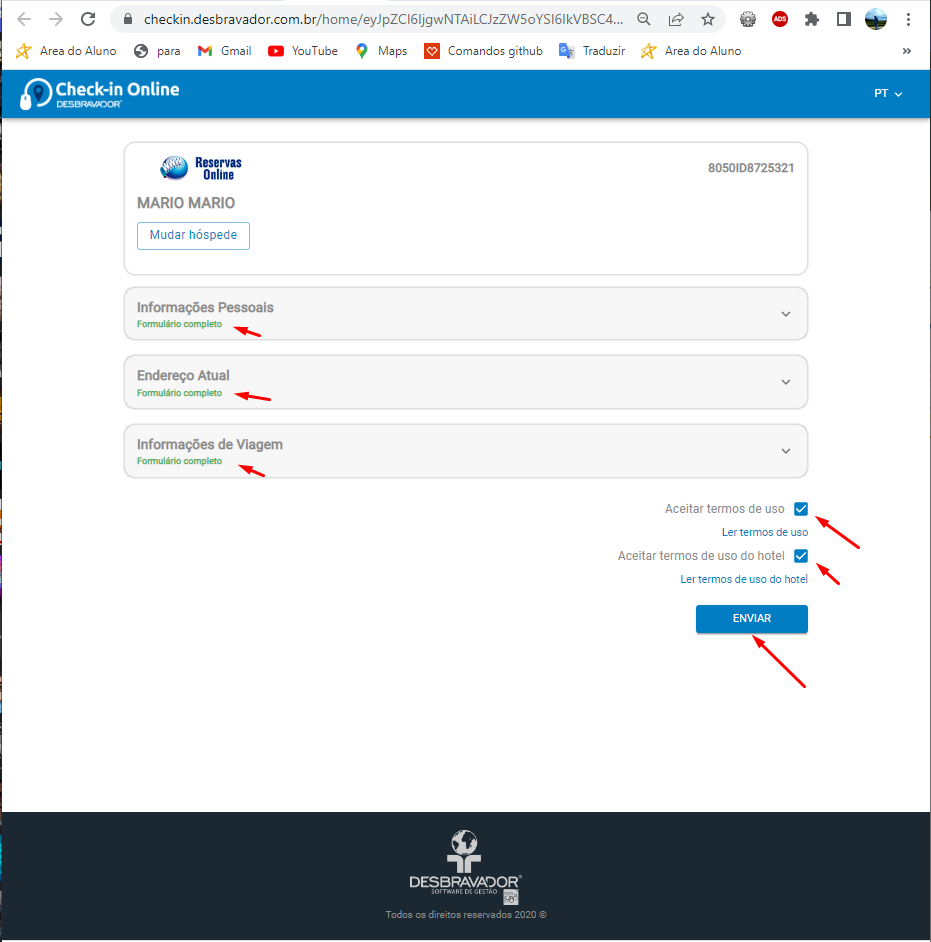 checkin.desbravador.com.br/home/eyJpZCI6IjgwNTAiLCJzZW5oYSI6IkVBSC4...
ADS
Area do Aluno para Gmail YouTube Maps Comandos github Traduzir Area do Aluno »
Check-in Online
DESBRAVADOR
PT
Reservas
Online
8050ID8725321
MARIO MARIO
Mudar hóspede
Informações Pessoais
Formulário completo
Endereço Atual
Formulário completo
Informações de Viagem
Formulário completo
Aceitar termos de uso
Ler termos de uso
Aceitar termos de uso do hotel
Ler termos de uso do hotel
ENVIAR
DESBRAVADOR®
SOFTWARE DE GESTÃO
Todos os direitos reservados 2020 ©